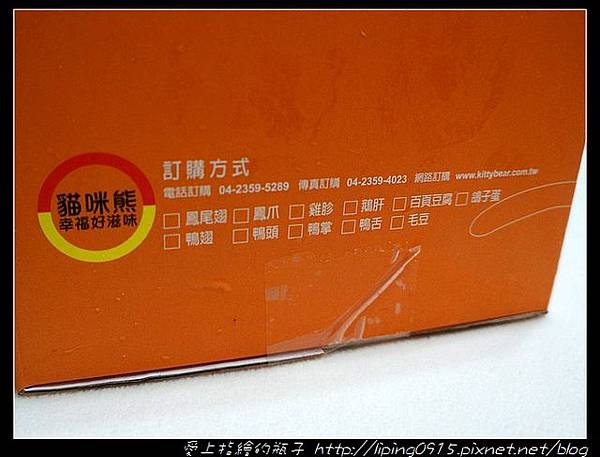 貓咪熊
幸福好滋味
訂購方式
電話訂購 04-2359-5289 傳真訂購 04-2359-4023 網路訂購 www.kittybear.com.tw
□ 鳳尾翅 □ 鳳爪 □ 雞胗 □ 鵝肝 □ 百頁豆腐 □ 鴿子蛋
□ 鴨翅 □ 鴨頭 □ 鴨掌 □ 鴨舌 □ 毛豆
愛上指繪的瓶子 http://liping0915.pixnet.net/blog